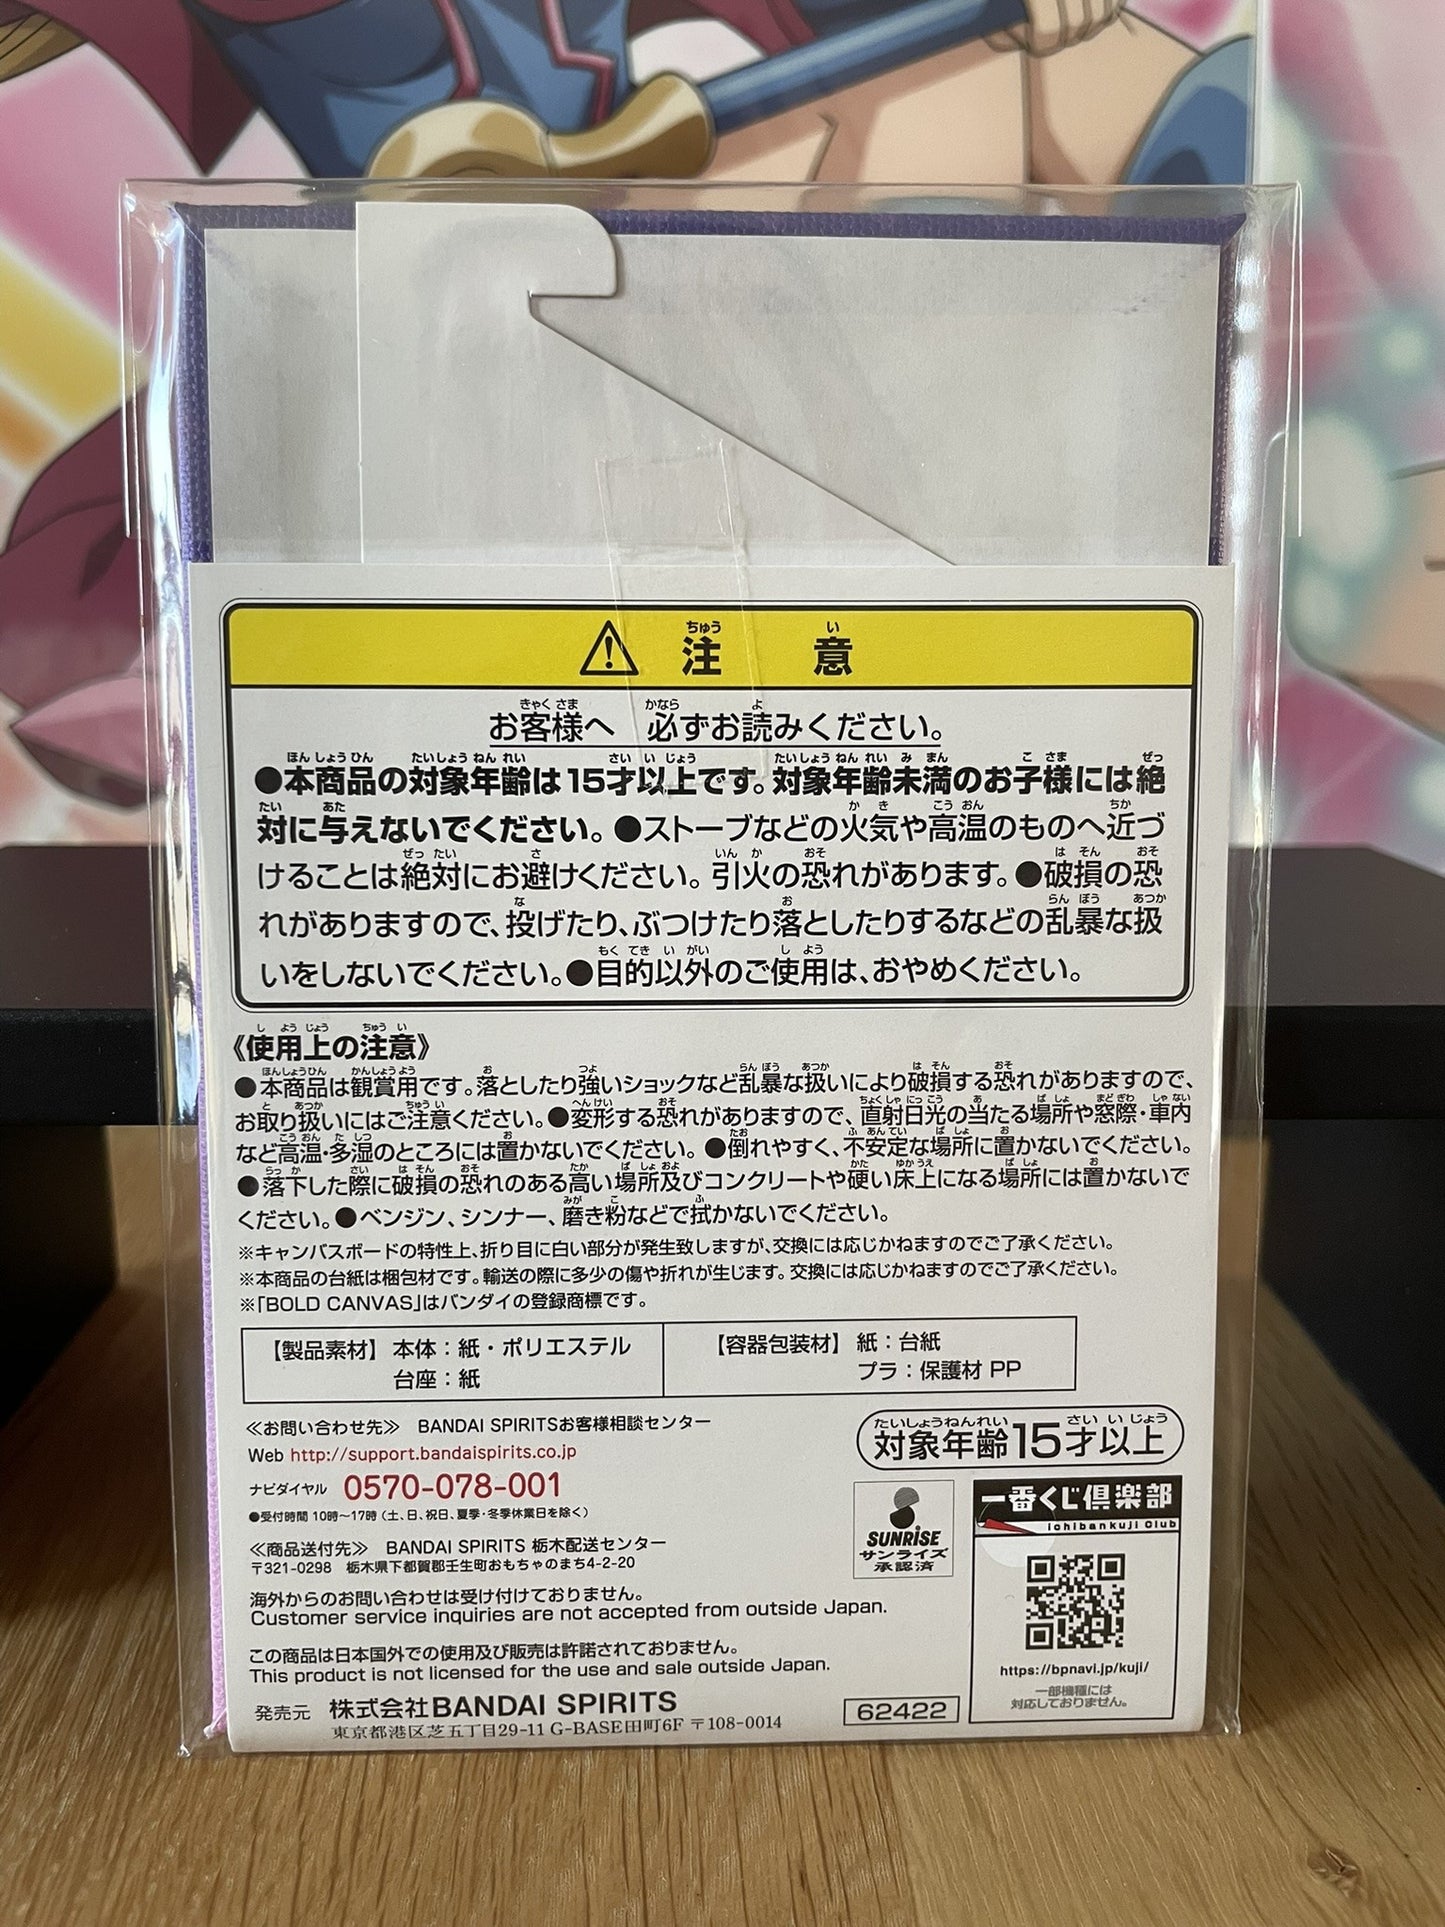 ⚠注意
お客様へ　必ずお読みください。
●本商品の対象年齢は15才以上です。対象年齢未満のお子様には絶
対に与えないでください。●ストーブなどの火気や高温のものへ近づ
けることは絶対にお避けください。引火の恐れがあります。●破損の恐
れがありますので、投げたり、ぶつけたり落としたりするなどの乱暴な扱
いをしないでください。●目的以外のご使用は、おやめください。
《使用上の注意》
●本商品は観賞用です。落としたり強いショックなど乱暴な扱いにより破損する恐れがありますので、
お取り扱いにはご注意ください。●変形する恐れがありますので、直射日光の当たる場所や窓際・車内
など高温・多湿のところには置かないでください。●倒れやすく、不安定な場所に置かないでください。
●落下した際に破損の恐れのある高い場所及びコンクリートや硬い床上になる場所には置かないで
ください。●ベンジン、シンナー、磨き粉などで拭かないでください。
※キャンバスボードの特性上、折り目に白い部分が発生致しますが、交換には応じかねますのでご了承ください。
※本商品の台紙は梱包材です。輸送の際に多少の傷や折れが生じます。交換には応じかねますのでご了承ください。
※「BOLD CANVAS」はバンダイの登録商標です。
【製品素材】本体：紙・ポリエステル
台座：紙
【容器包装材】紙：台紙
プラ：保護材 PP
≪お問い合わせ先≫　BANDAI SPIRITSお客様相談センター
Web http://support.bandaispirits.co.jp
ナビダイヤル 0570-078-001
●受付時間 10時～17時（土、日、祝日、夏季・冬季休業日を除く）
≪商品送付先≫　BANDAI SPIRITS 栃木配送センター
〒321-0298　栃木県下都賀郡壬生町おもちゃのまち4-2-20
海外からのお問い合わせは受け付けておりません。
Customer service inquiries are not accepted from outside Japan.
この商品は日本国外での使用及び販売は許諾されておりません。
This product is not licensed for the use and sale outside Japan.
発売元　株式会社BANDAI SPIRITS
東京都港区芝五丁目29-11 G-BASE田町6F 〒108-0014
62422
対象年齢15才以上
SUNRISE
サンライズ
承認済
一番くじ倶楽部
ichibankuji Club
https://bpnavi.jp/kuji/
一部機種には
対応しておりません。